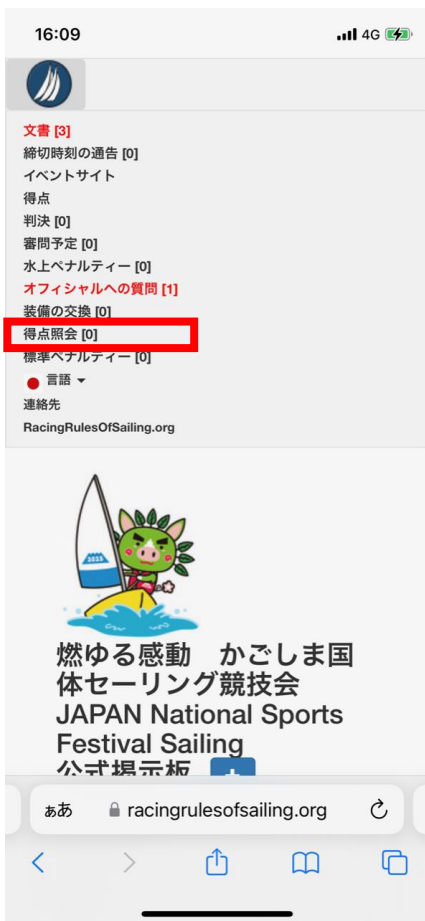 16:09
4G
文書 [3]
締切時刻の通告 [0]
イベントサイト
得点
判決 [0]
審問予定 [0]
水上ペナルティー [0]
オフィシャルへの質問 [1]
装備の交換 [0]
得点照会 [0]
標準ペナルティー [0]
言語
連絡先
RacingRulesOfSailing.org
2023
燃ゆる感動　かごしま国
体セーリング競技会
JAPAN National Sports
Festival Sailing
公式掲示板 +
ぁあ racingrulesofsailing.org